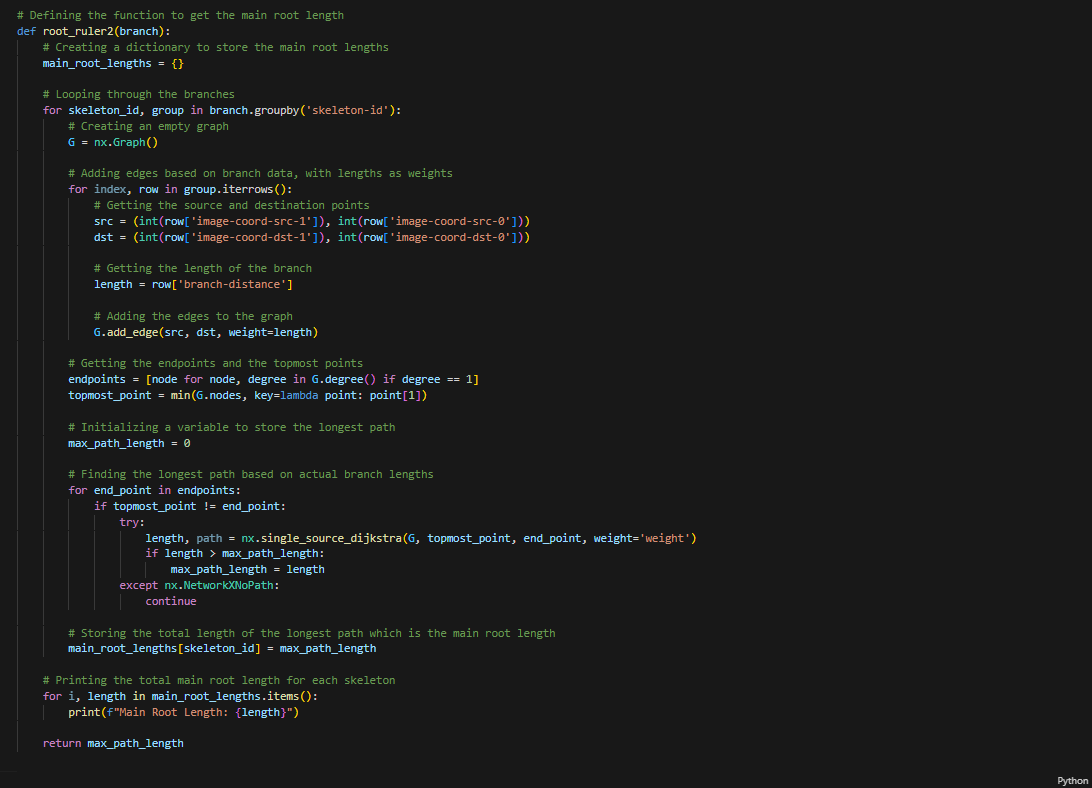 # Defining the function to get the main root length
def root_ruler2(branch):
    # Creating a dictionary to store the main root lengths
    main_root_lengths = {}

    # Looping through the branches
    for skeleton_id, group in branch.groupby('skeleton-id'):
        # Creating an empty graph
        G = nx.Graph()

        # Adding edges based on branch data, with lengths as weights
        for index, row in group.iterrows():
            # Getting the source and destination points
            src = (int(row['image-coord-src-1']), int(row['image-coord-src-0']))
            dst = (int(row['image-coord-dst-1']), int(row['image-coord-dst-0']))

            # Getting the length of the branch
            length = row['branch-distance']

            # Adding the edges to the graph
            G.add_edge(src, dst, weight=length)

        # Getting the endpoints and the topmost points
        endpoints = [node for node, degree in G.degree() if degree == 1]
        topmost_point = min(G.nodes, key=lambda point: point[1])

        # Initializing a variable to store the longest path
        max_path_length = 0

        # Finding the longest path based on actual branch lengths
        for end_point in endpoints:
            if topmost_point != end_point:
                try:
                    length, path = nx.single_source_dijkstra(G, topmost_point, end_point, weight='weight')
                    if length > max_path_length:
                        max_path_length = length
                except nx.NetworkXNoPath:
                    continue

        # Storing the total length of the longest path which is the main root length
        main_root_lengths[skeleton_id] = max_path_length

    # Printing the total main root length for each skeleton
    for i, length in main_root_lengths.items():
        print(f"Main Root Length: {length}")

    return max_path_length
Python